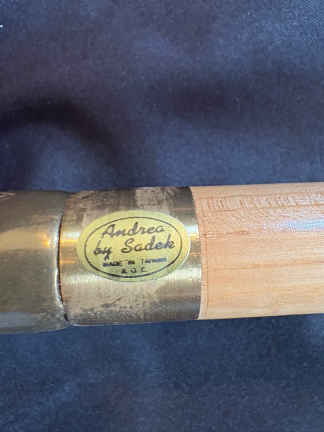 Andrea
by Sadek
MADE IN TAIWAN
R.O.C.